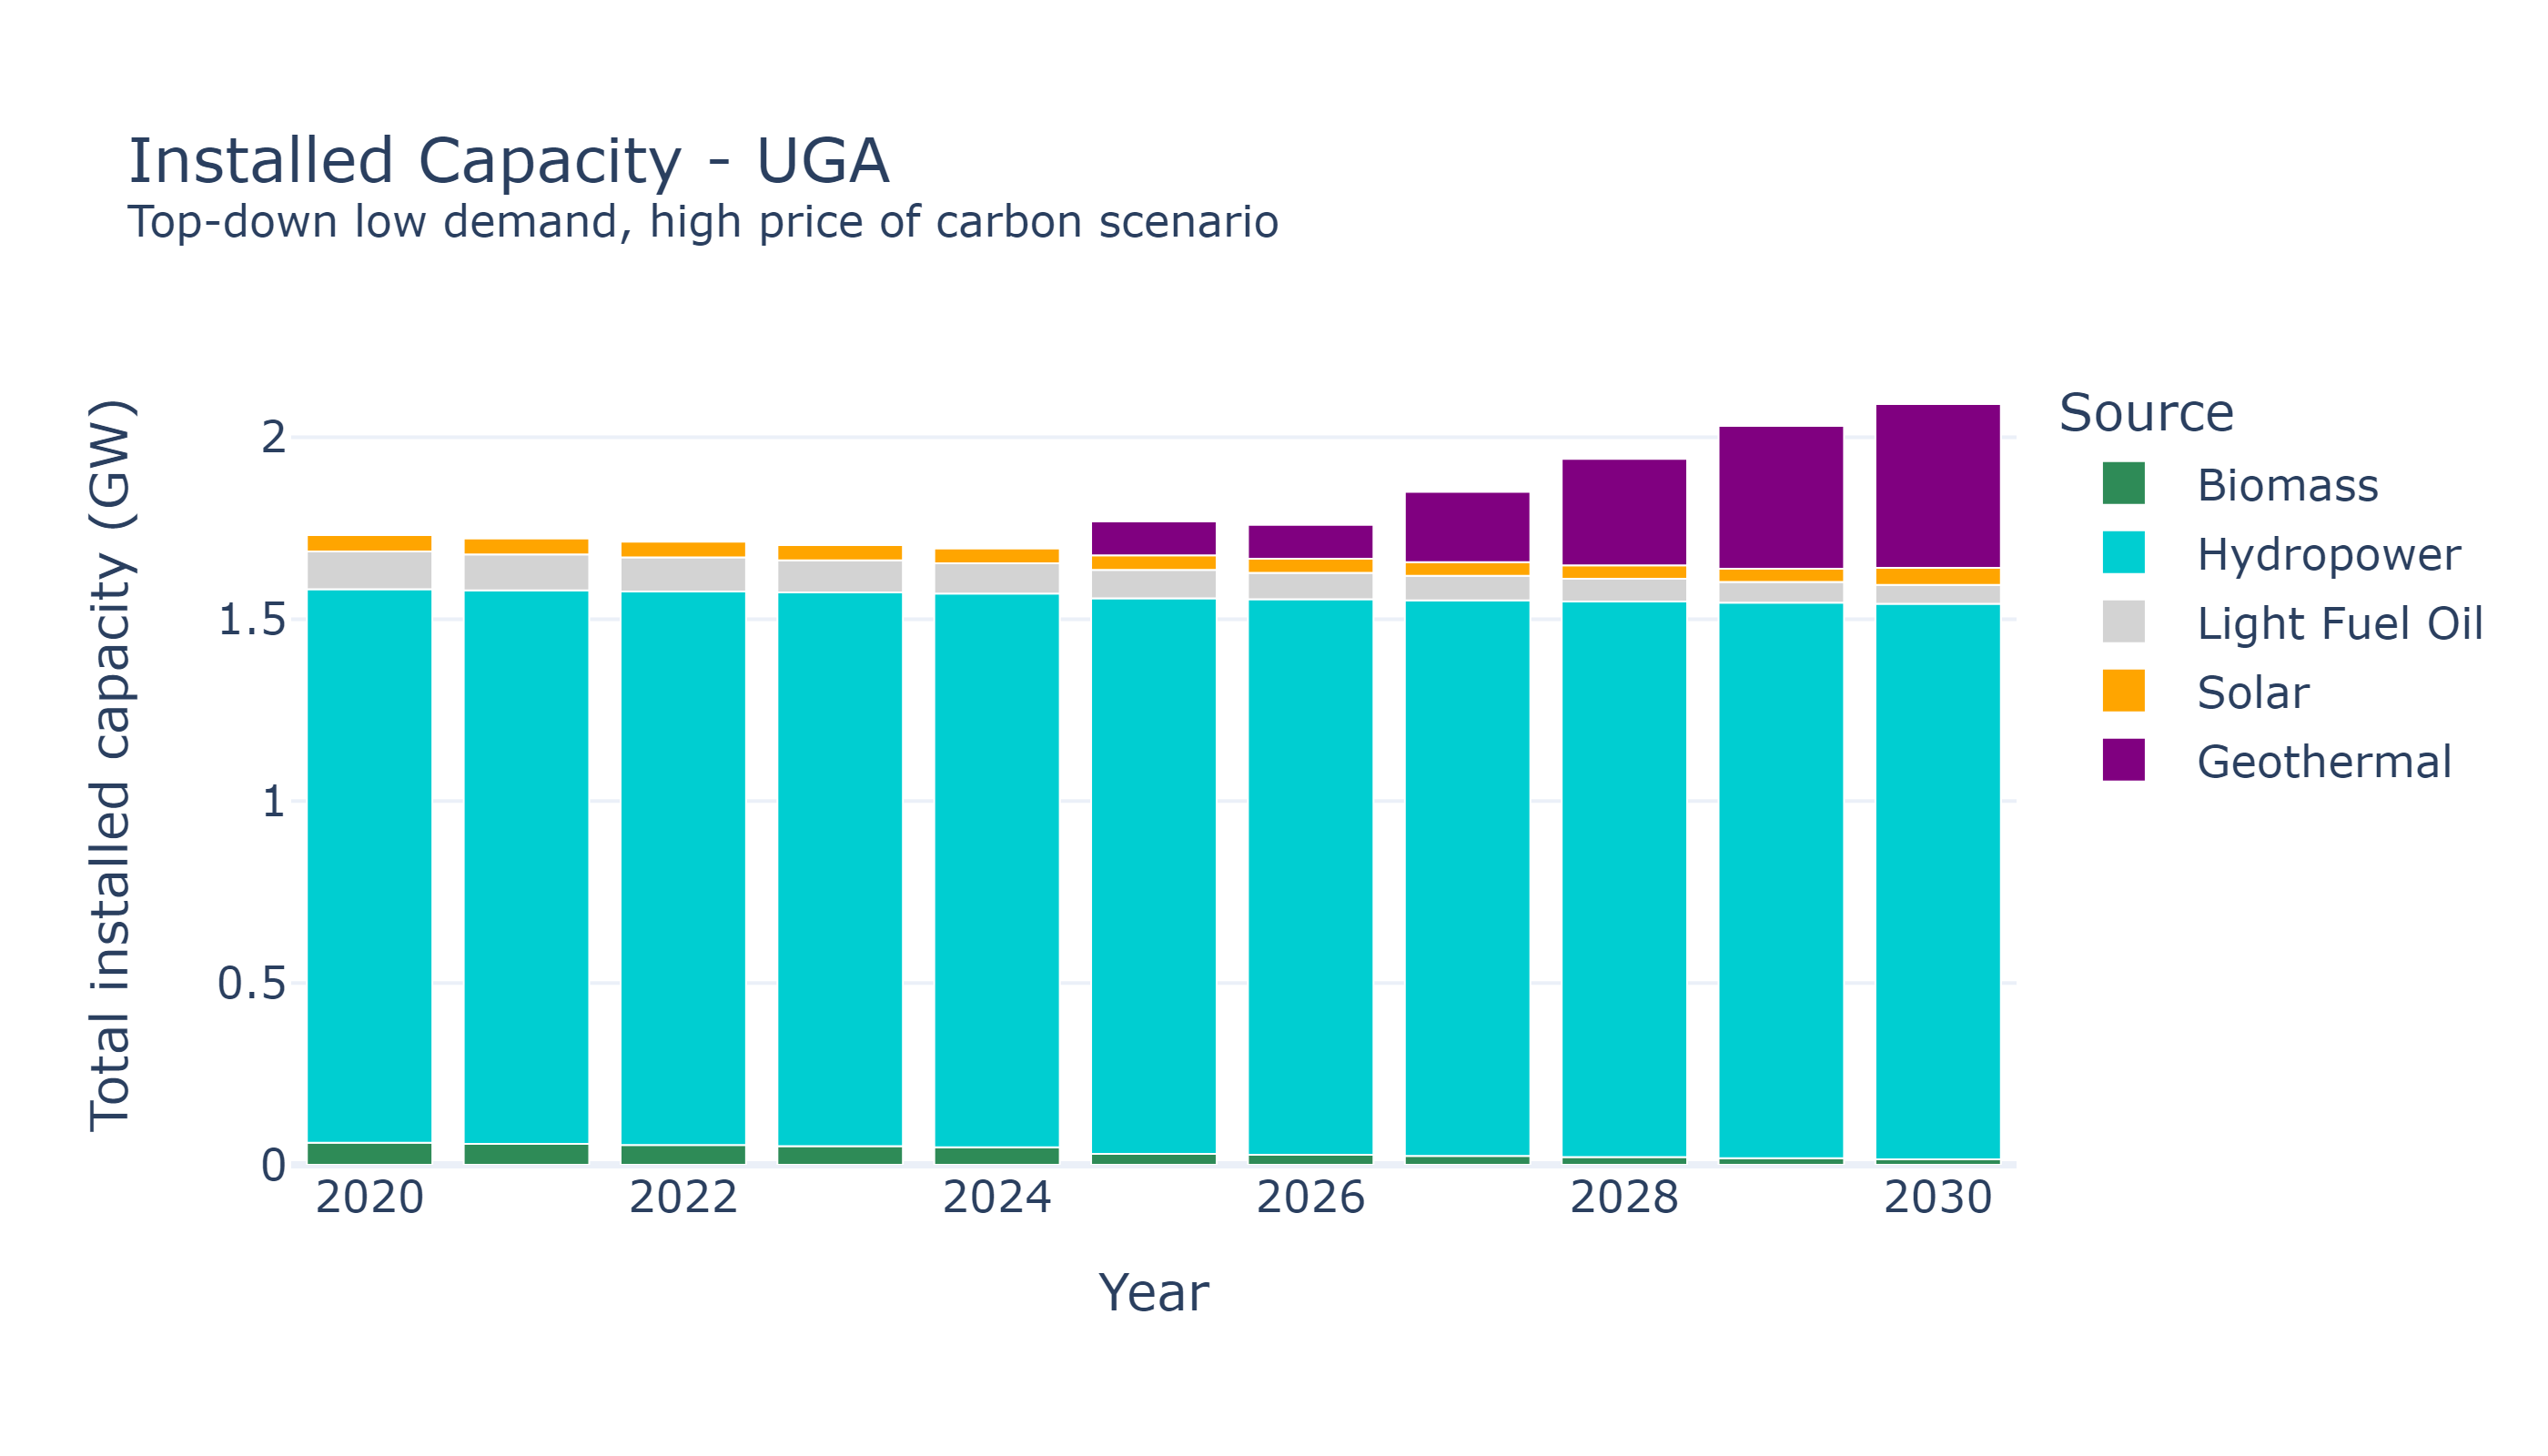 Installed Capacity - UGA
Top-down low demand, high price of carbon scenario
Total installed capacity (GW)
2
1.5
1
0.5
0
2020
2022
2024
2026
2028
2030
Year
Source
Biomass
Hydropower
Light Fuel Oil
Solar
Geothermal